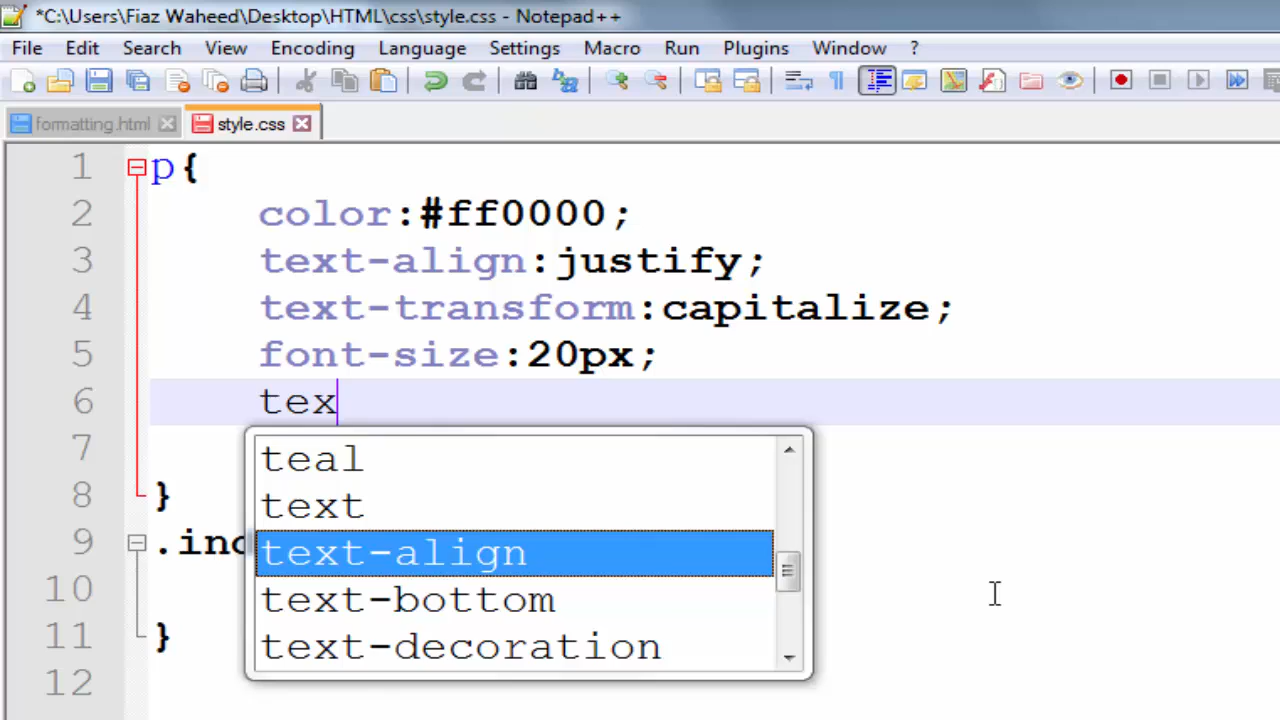 *C:\Users\Fiaz Waheed\Desktop\HTML\css\style.css - Notepad++
File Edit Search View Encoding Language Settings Macro Run Plugins Window ?
formatting.html style.css
1 p{
2 color:#ff0000;
3 text-align:justify;
4 text-transform:capitalize;
5 font-size:20px;
6 tex
7 teal
text
8 }
9 .ind text-align
10 text-bottom
11 } text-decoration
12